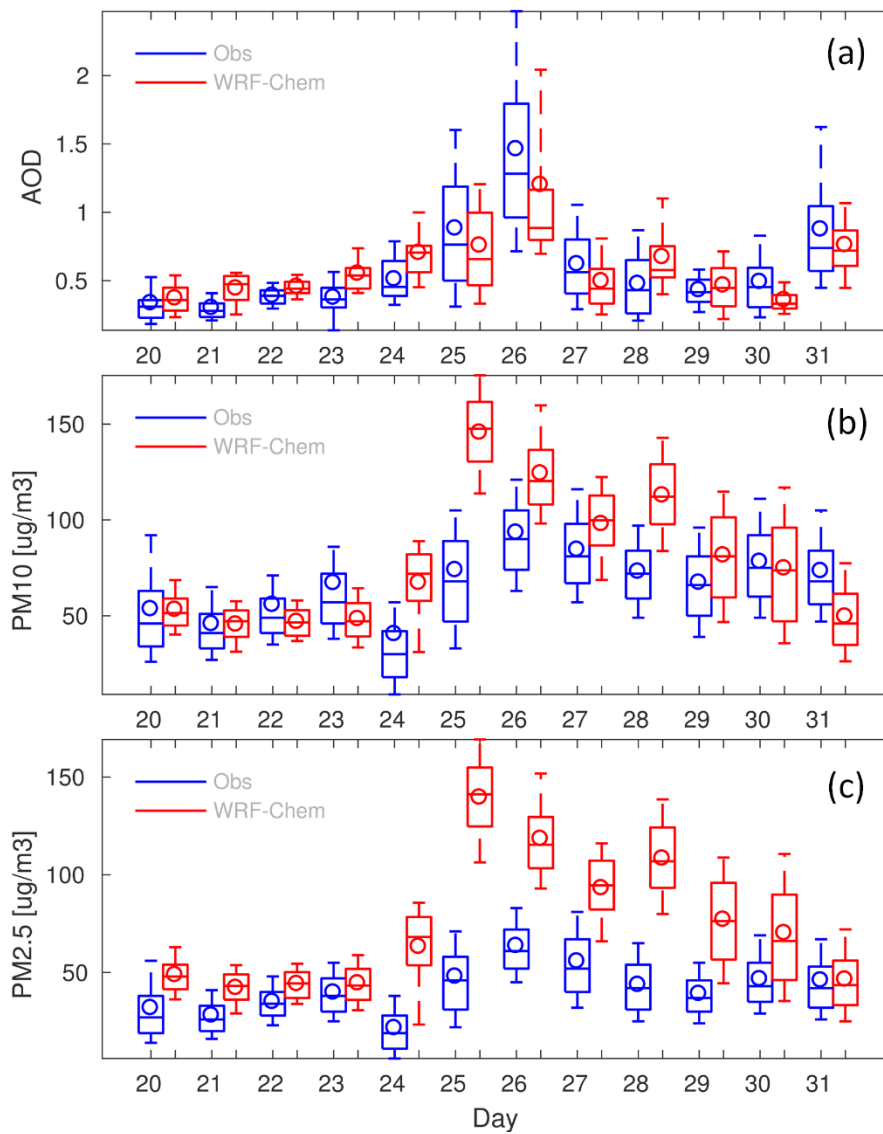 (a)
Obs
WRF-Chem
AOD
2
1.5
1
0.5
20 21 22 23 24 25 26 27 28 29 30 31
(b)
Obs
WRF-Chem
PM10 [ug/m3]
150
100
50
20 21 22 23 24 25 26 27 28 29 30 31
(c)
Obs
WRF-Chem
PM2.5 [ug/m3]
150
100
50
20 21 22 23 24 25 26 27 28 29 30 31
Day